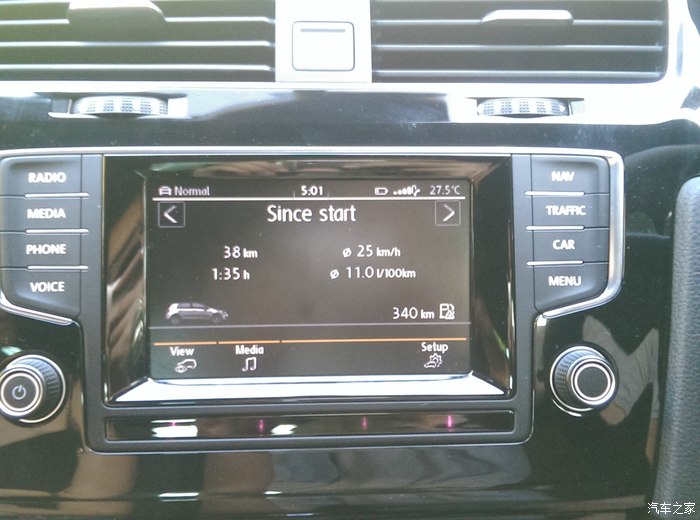 RADIO
MEDIA
PHONE
VOICE
Normal 5:01 27.5°C
Since start
38 km ø 25 km/h
1:35 h ø 11.0 l/100km
340 km
View Media Setup
NAV
TRAFFIC
CAR
MENU
汽车之家